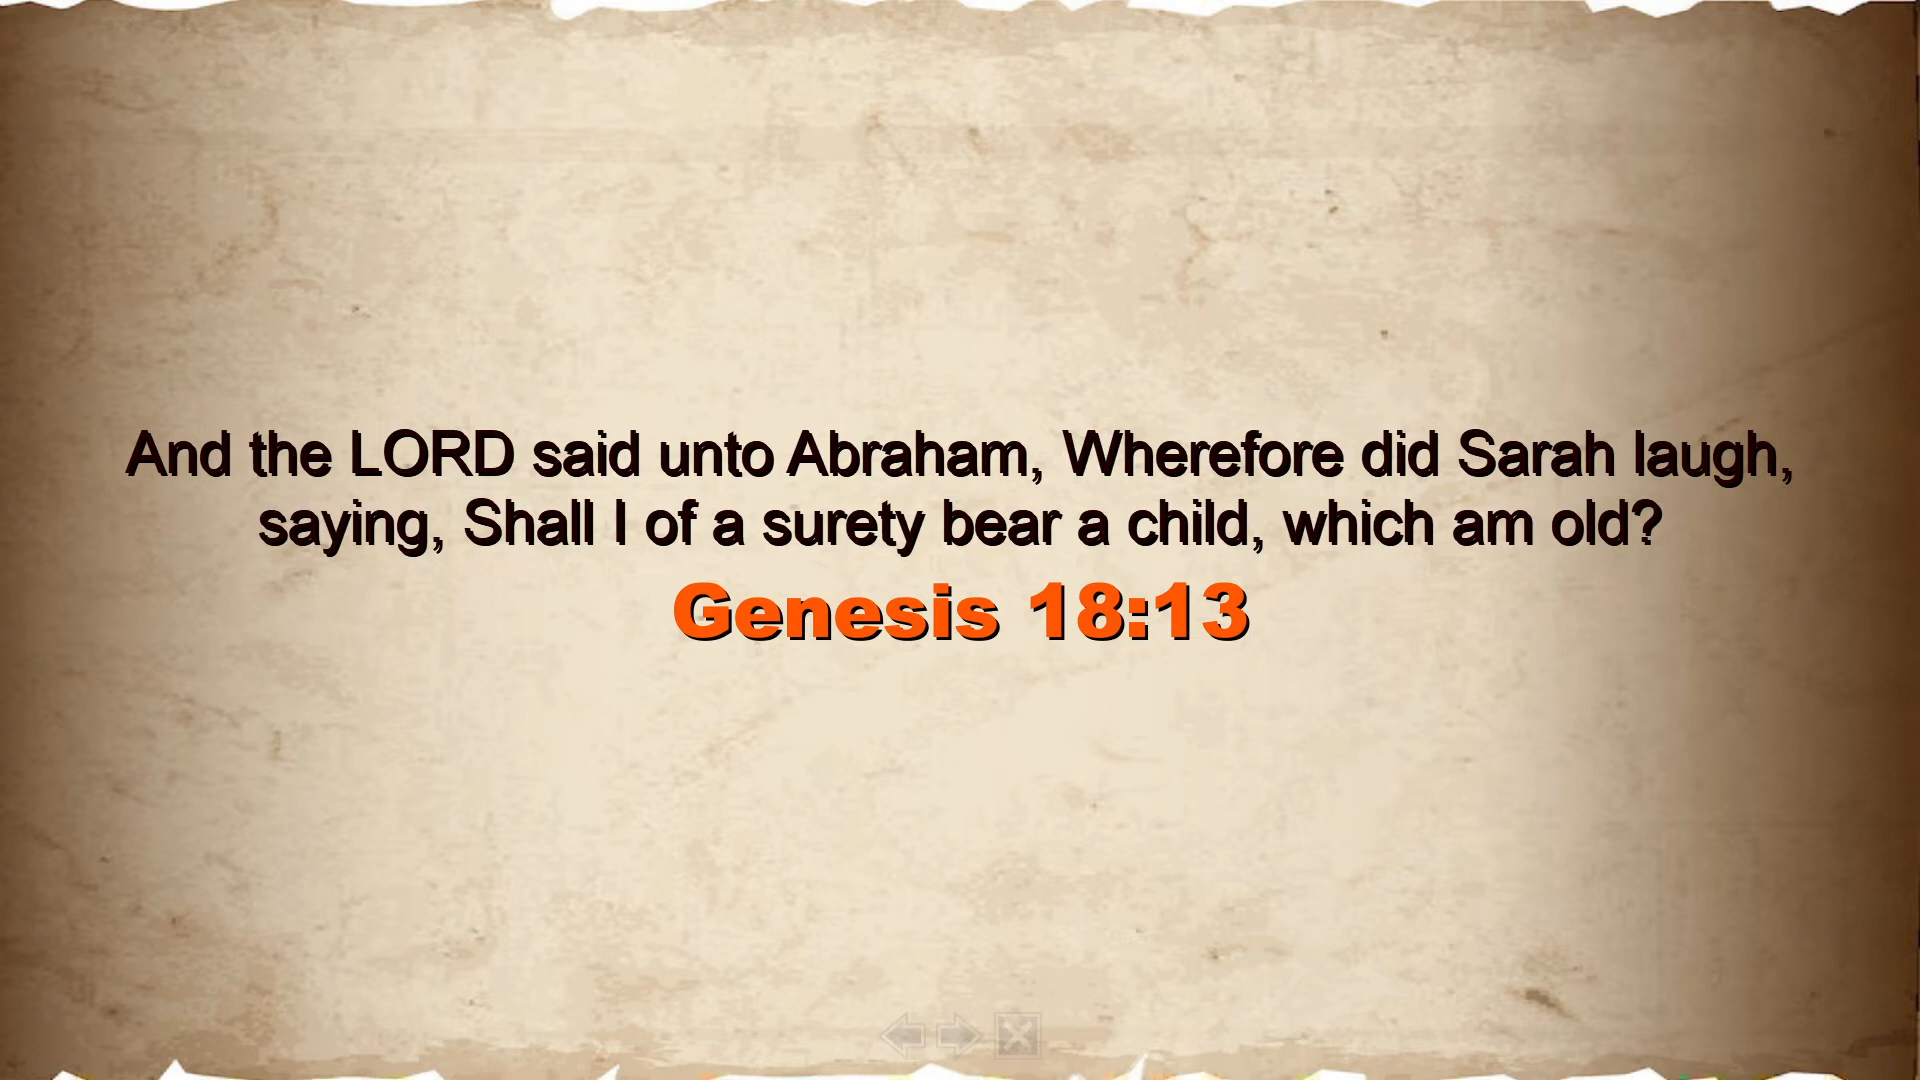 And the LORD said unto Abraham, Wherefore did Sarah laugh,
saying, Shall I of a surety bear a child, which am old?
Genesis 18:13